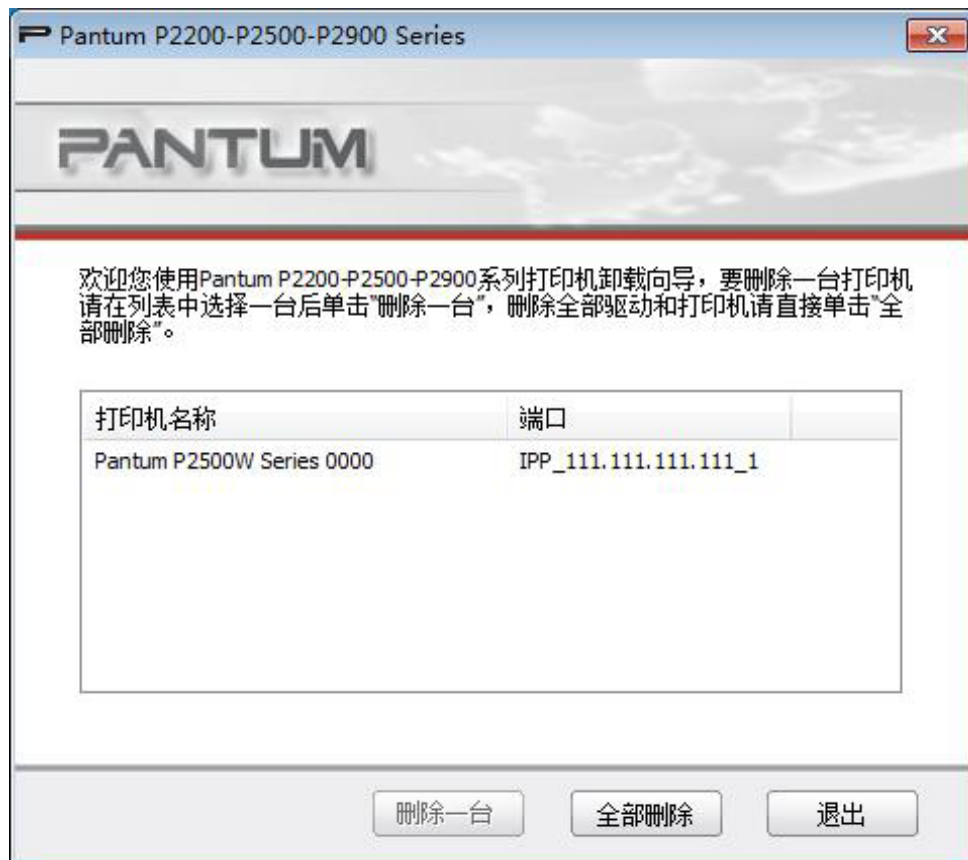 Pantum P2200-P2500-P2900 Series
PANTUM
欢迎您使用Pantum P2200-P2500-P2900系列打印机卸载向导，要删除一台打印机
请在列表中选择一台后单击“删除一台”，删除全部驱动和打印机请直接单击“全
部删除”。
打印机名称 端口
Pantum P2500W Series 0000 IPP_111.111.111.111_1
删除一台 全部删除 退出